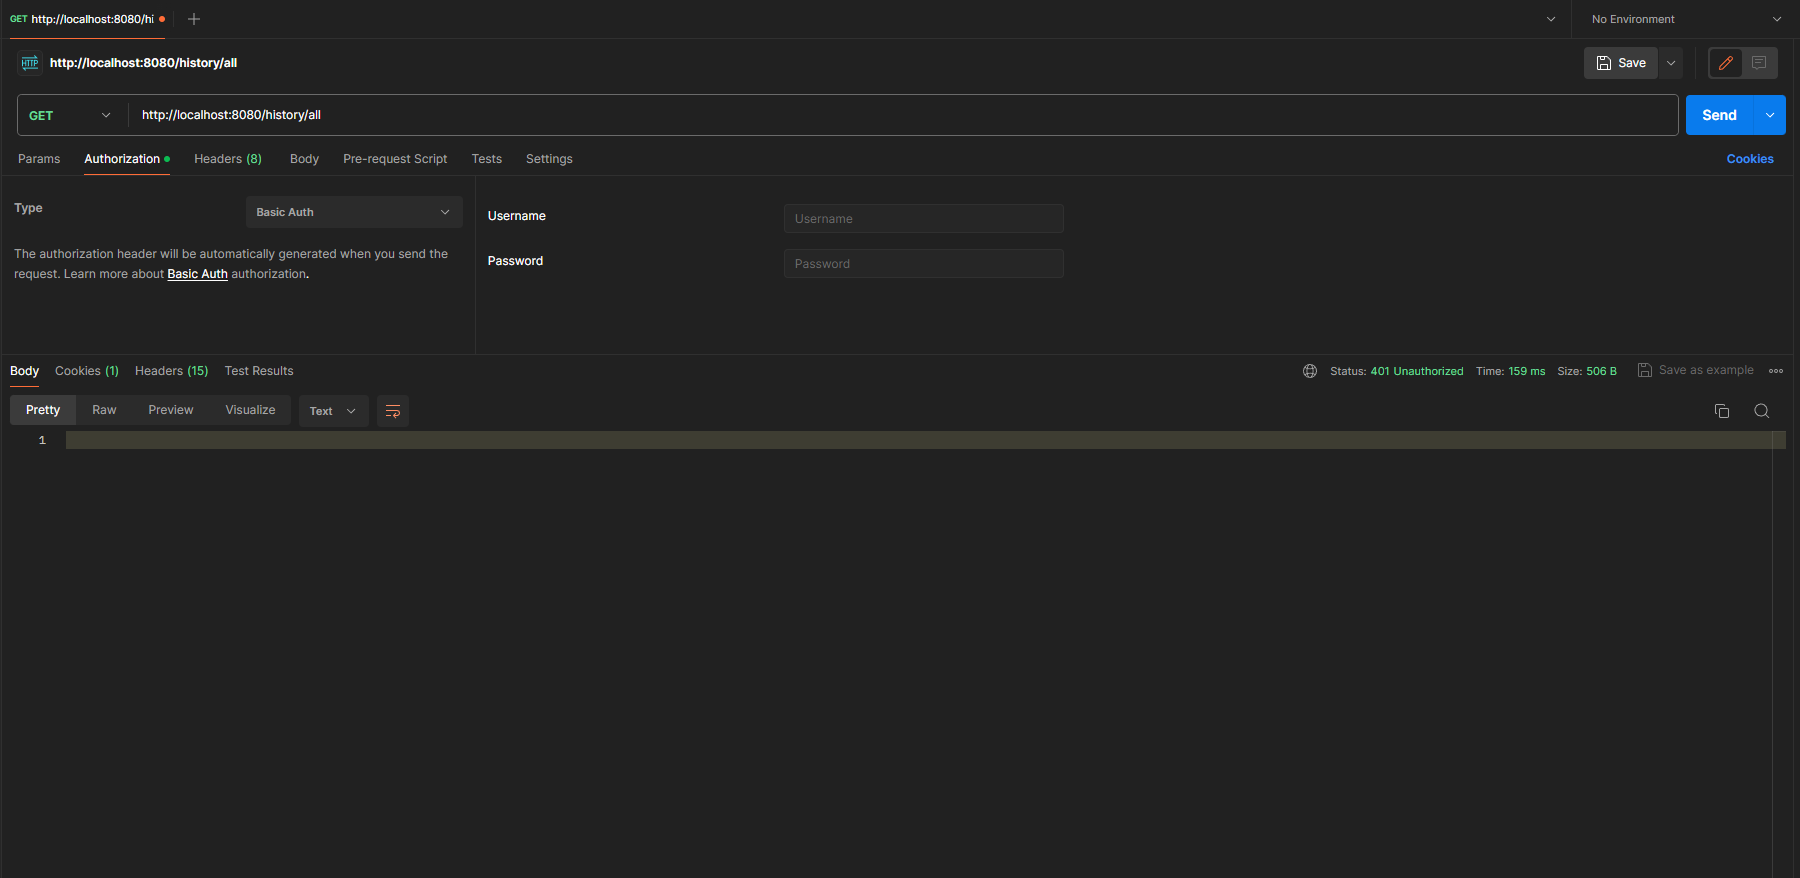 GET http://localhost:8080/hi
No Environment
HTTP http://localhost:8080/history/all
Save
GET http://localhost:8080/history/all
Send
Params Authorization Headers (8) Body Pre-request Script Tests Settings
Cookies
Type Basic Auth
The authorization header will be automatically generated when you send the
request. Learn more about Basic Auth authorization.
Username Username
Password Password
Body Cookies (1) Headers (15) Test Results
Status: 401 Unauthorized Time: 159 ms Size: 506 B Save as example
Pretty Raw Preview Visualize Text
1